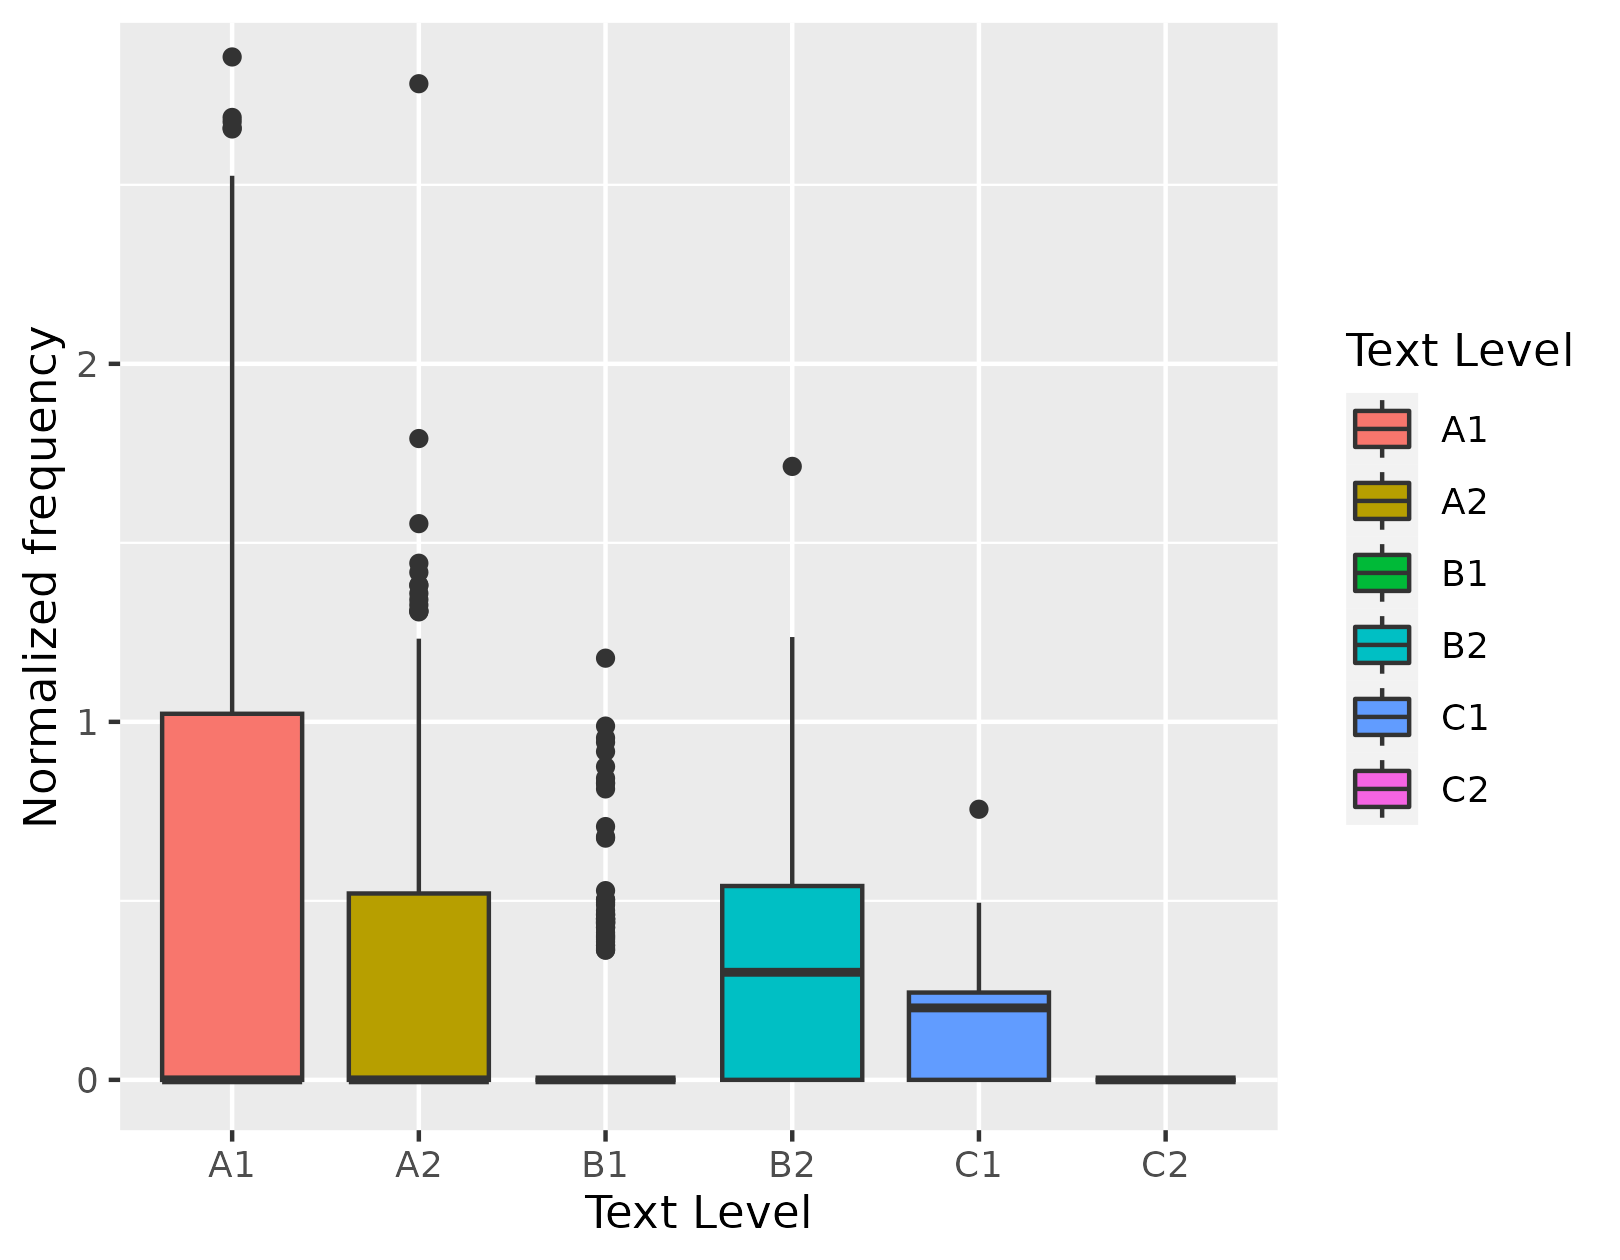 Normalized frequency
2
1
0
A1 A2 B1 B2 C1 C2
Text Level
Text Level
A1
A2
B1
B2
C1
C2